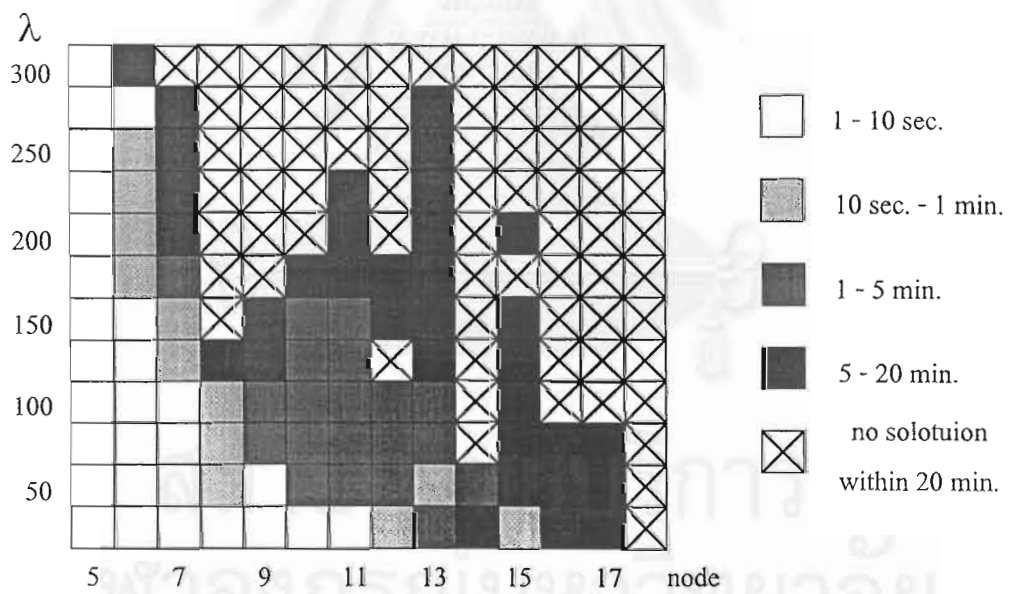 λ
300
250
200
150
100
50
5 7 9 11 13 15 17 node
1 - 10 sec.
10 sec. - 1 min.
1 - 5 min.
5 - 20 min.
no solotuion
within 20 min.